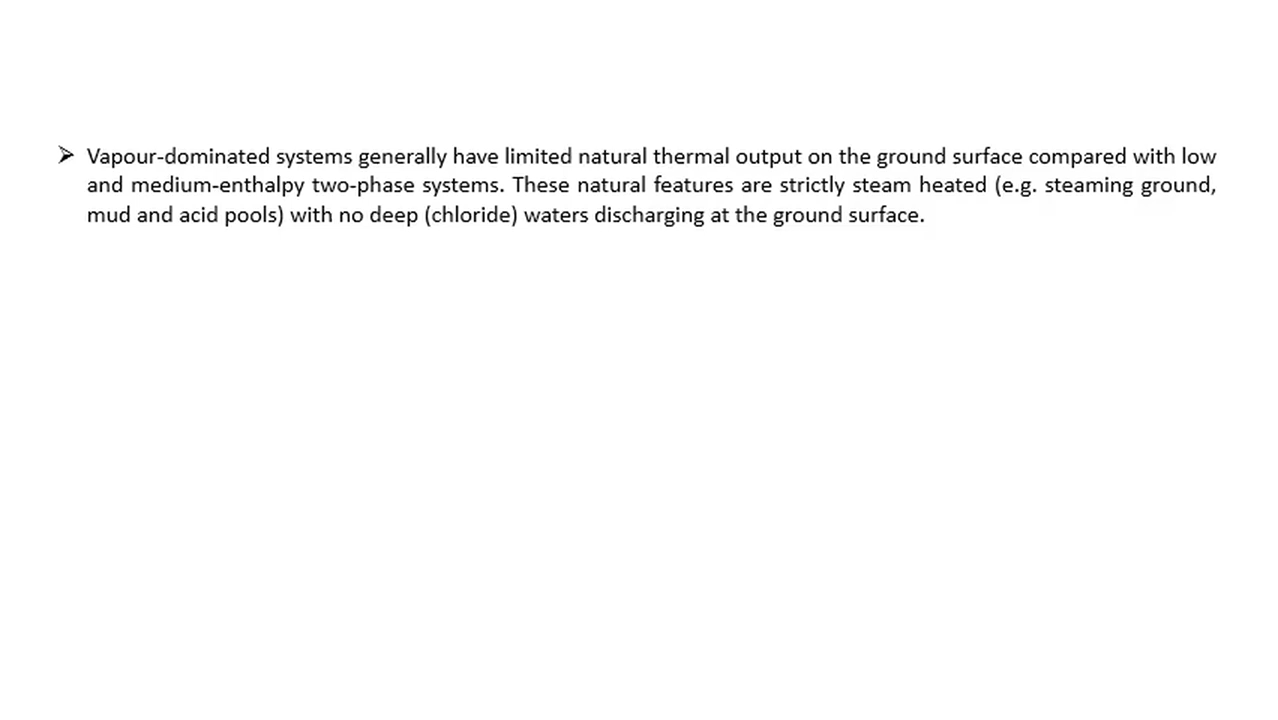 ➢ Vapour-dominated systems generally have limited natural thermal output on the ground surface compared with low
and medium-enthalpy two-phase systems. These natural features are strictly steam heated (e.g. steaming ground,
mud and acid pools) with no deep (chloride) waters discharging at the ground surface.